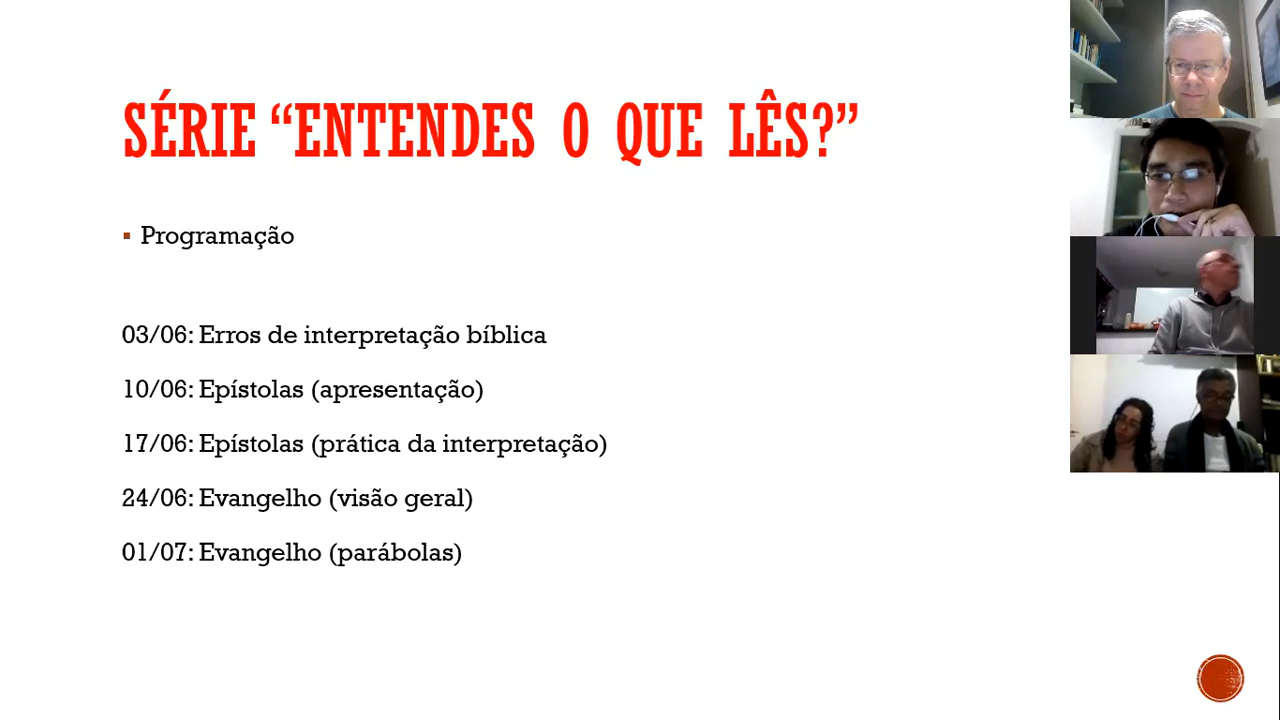 SÉRIE “ENTENDES O QUE LÊS?”
Programação
03/06: Erros de interpretação bíblica
10/06: Epístolas (apresentação)
17/06: Epístolas (prática da interpretação)
24/06: Evangelho (visão geral)
01/07: Evangelho (parábolas)